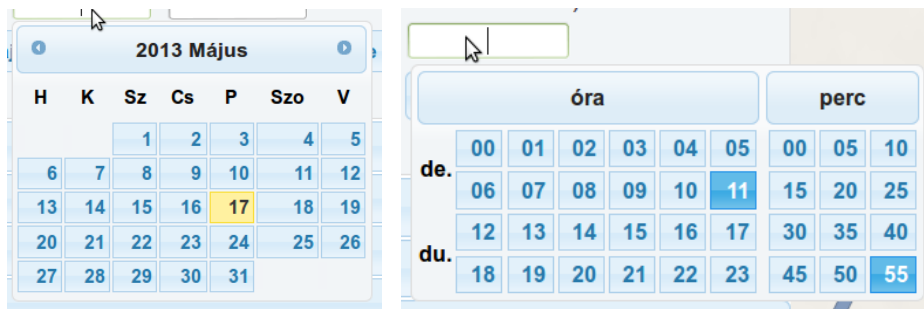 2013 Május
H K Sz Cs P Szo V
1 2 3 4 5
6 7 8 9 10 11 12
13 14 15 16 17 18 19
20 21 22 23 24 25 26
27 28 29 30 31
óra perc
de.
00 01 02 03 04 05 00 05 10
06 07 08 09 10 11 15 20 25
du.
12 13 14 15 16 17 30 35 40
18 19 20 21 22 23 45 50 55